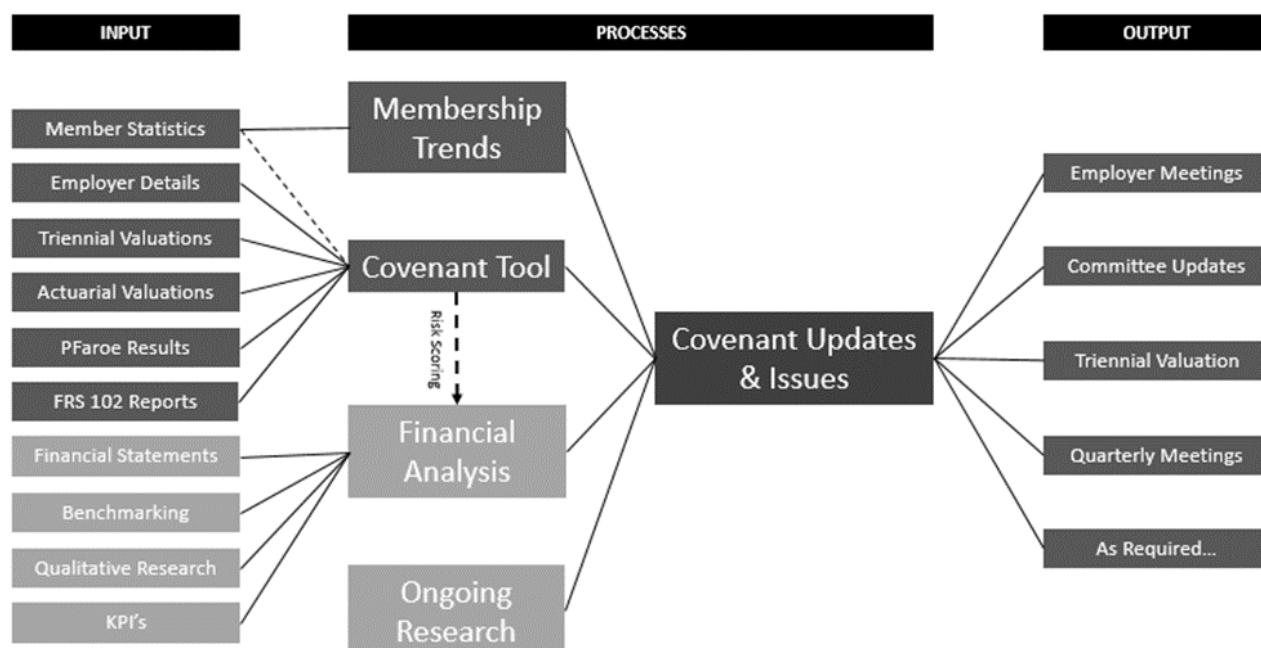 INPUT
PROCESSES
OUTPUT
Member Statistics
Employer Details
Triennial Valuations
Actuarial Valuations
PFaroe Results
FRS 102 Reports
Financial Statements
Benchmarking
Qualitative Research
KPI's
Membership
Trends
Covenant Tool
Risk Scoring
Financial
Analysis
Ongoing
Research
Covenant Updates
& Issues
Employer Meetings
Committee Updates
Triennial Valuation
Quarterly Meetings
As Required...